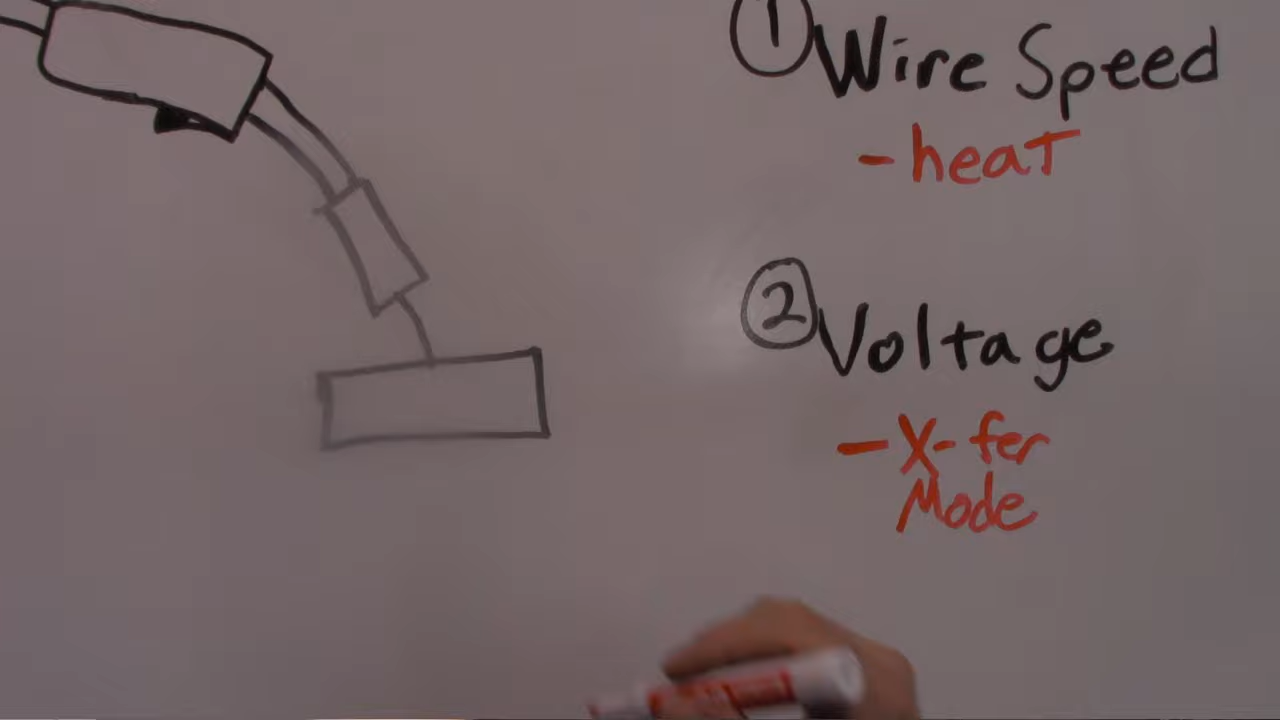 1 Wire Speed
- heat
2 Voltage
- X-fer
Mode